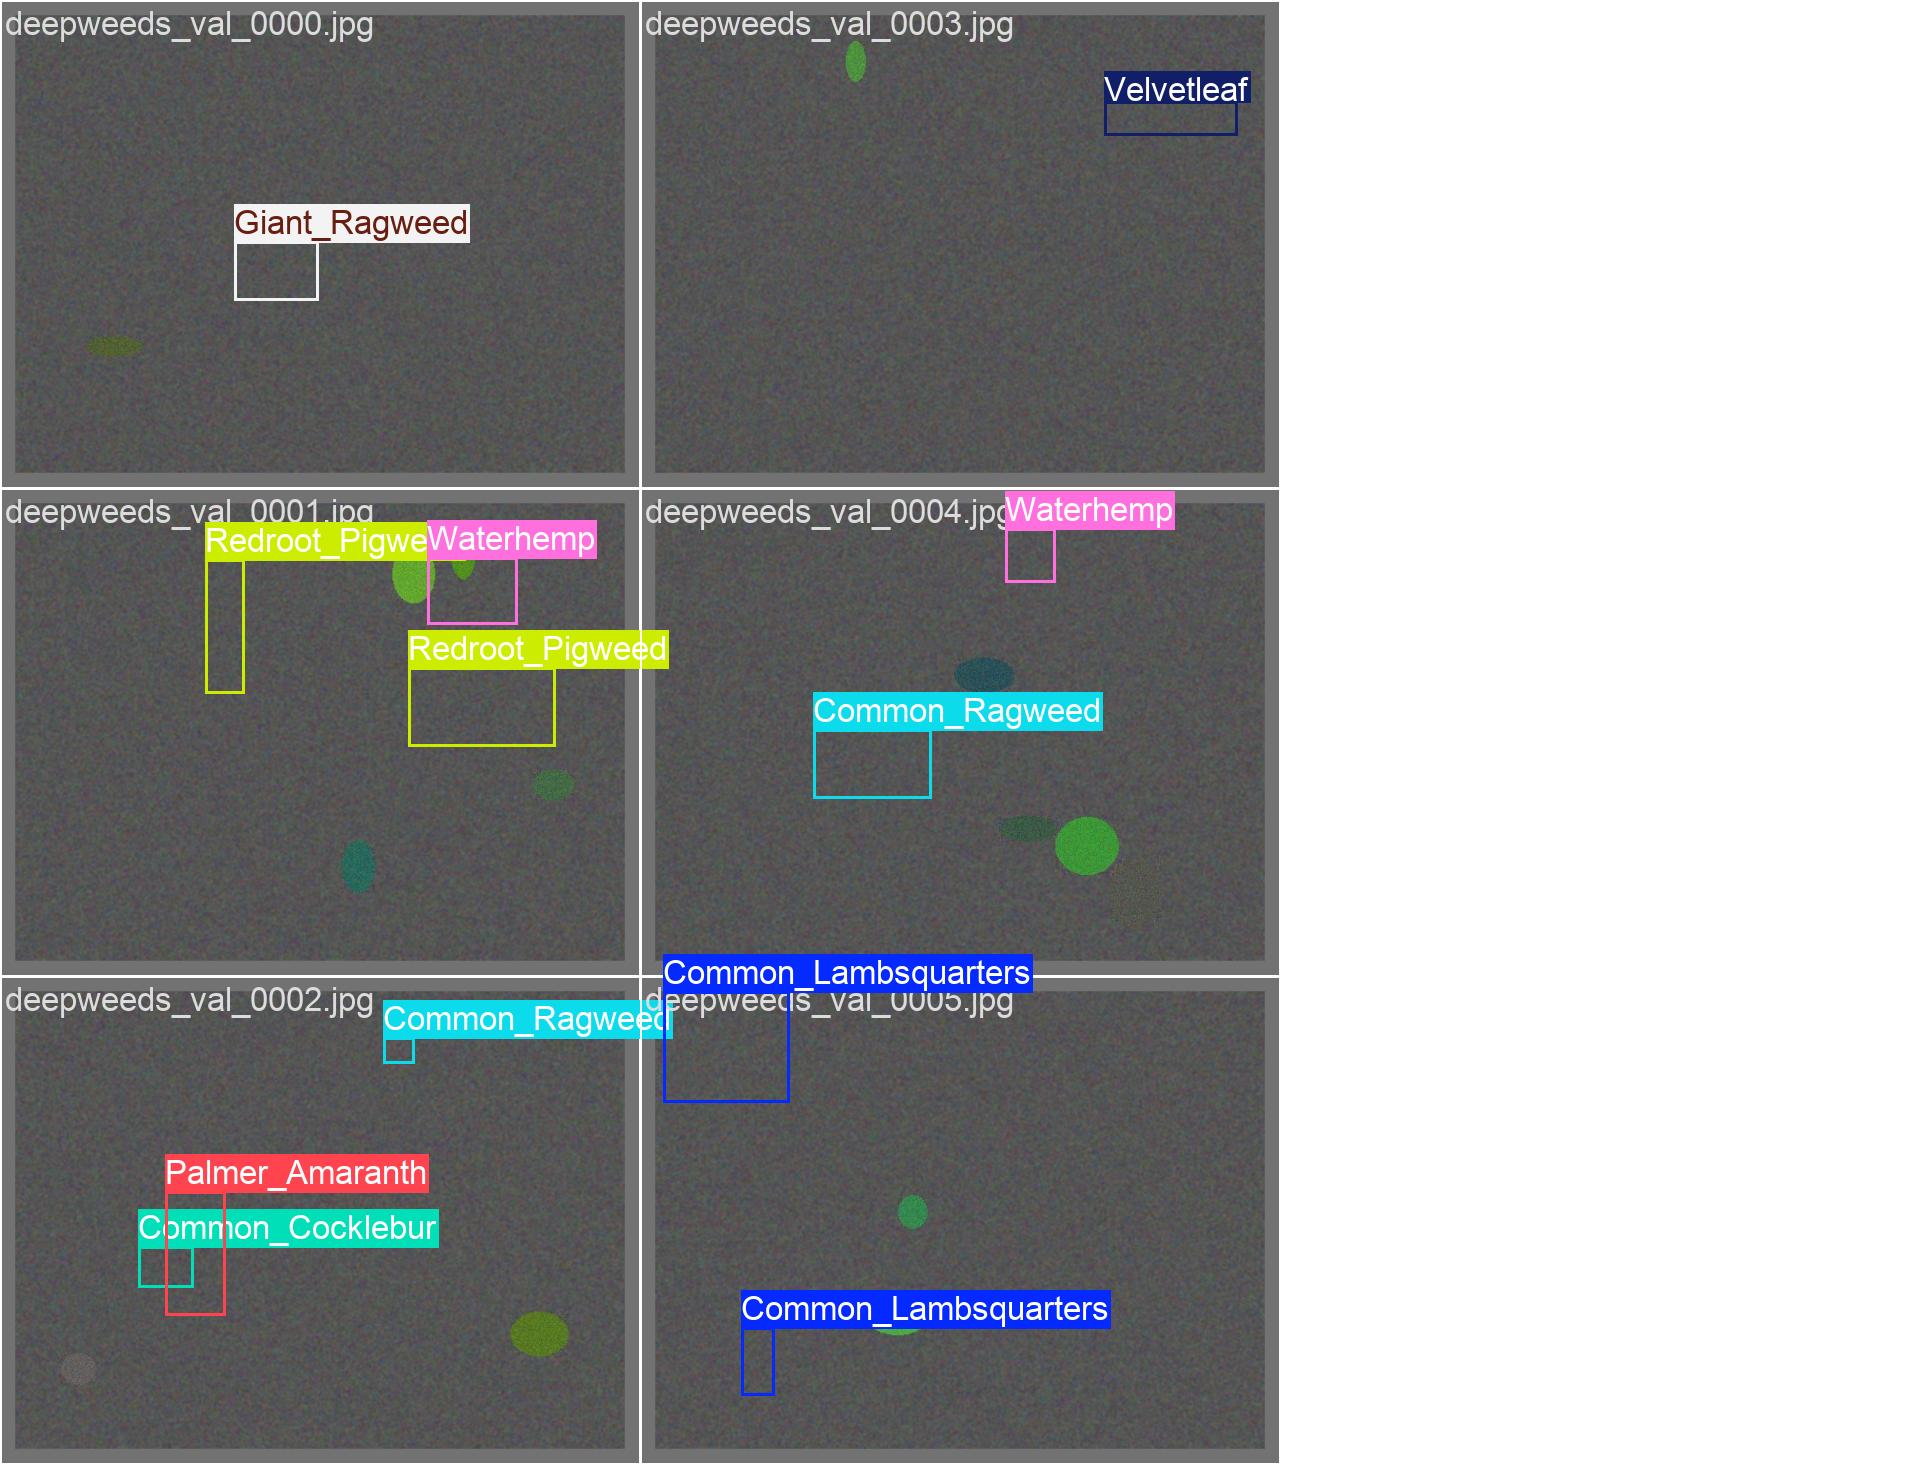 deepweeds_val_0000.jpg
Giant_Ragweed
deepweeds_val_0003.jpg
Velvetleaf
deepweeds_val_0001.jpg
Redroot_Pigwe
Waterhemp
Redroot_Pigweed
deepweeds_val_0004.jpg
Waterhemp
Common_Ragweed
deepweeds_val_0002.jpg
Common_Ragweed
Palmer_Amaranth
Common_Cocklebur
Common_Lambsquarters
deepweeds_val_0005.jpg
Common_Lambsquarters